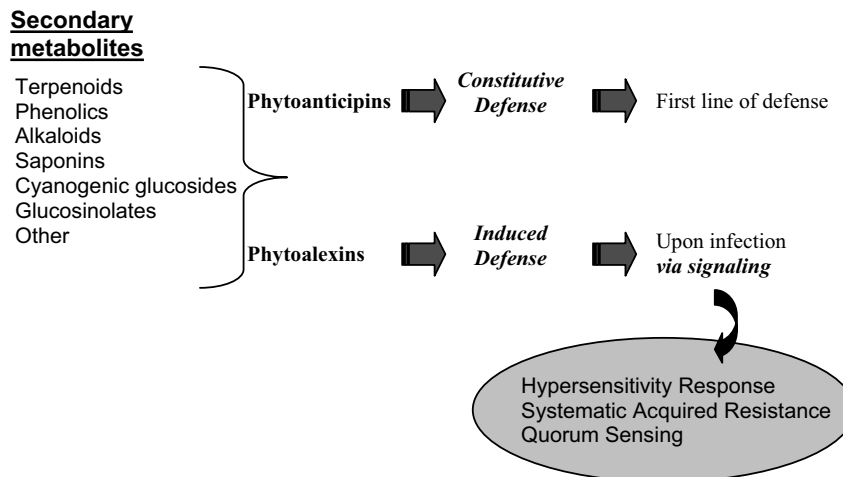 Secondary
metabolites
Terpenoids
Phenolics
Alkaloids
Saponins
Cyanogenic glucosides
Glucosinolates
Other
Phytoanticipins
Constitutive
Defense
First line of defense
Phytoalexins
Induced
Defense
Upon infection
via signaling
Hypersensitivity Response
Systematic Acquired Resistance
Quorum Sensing